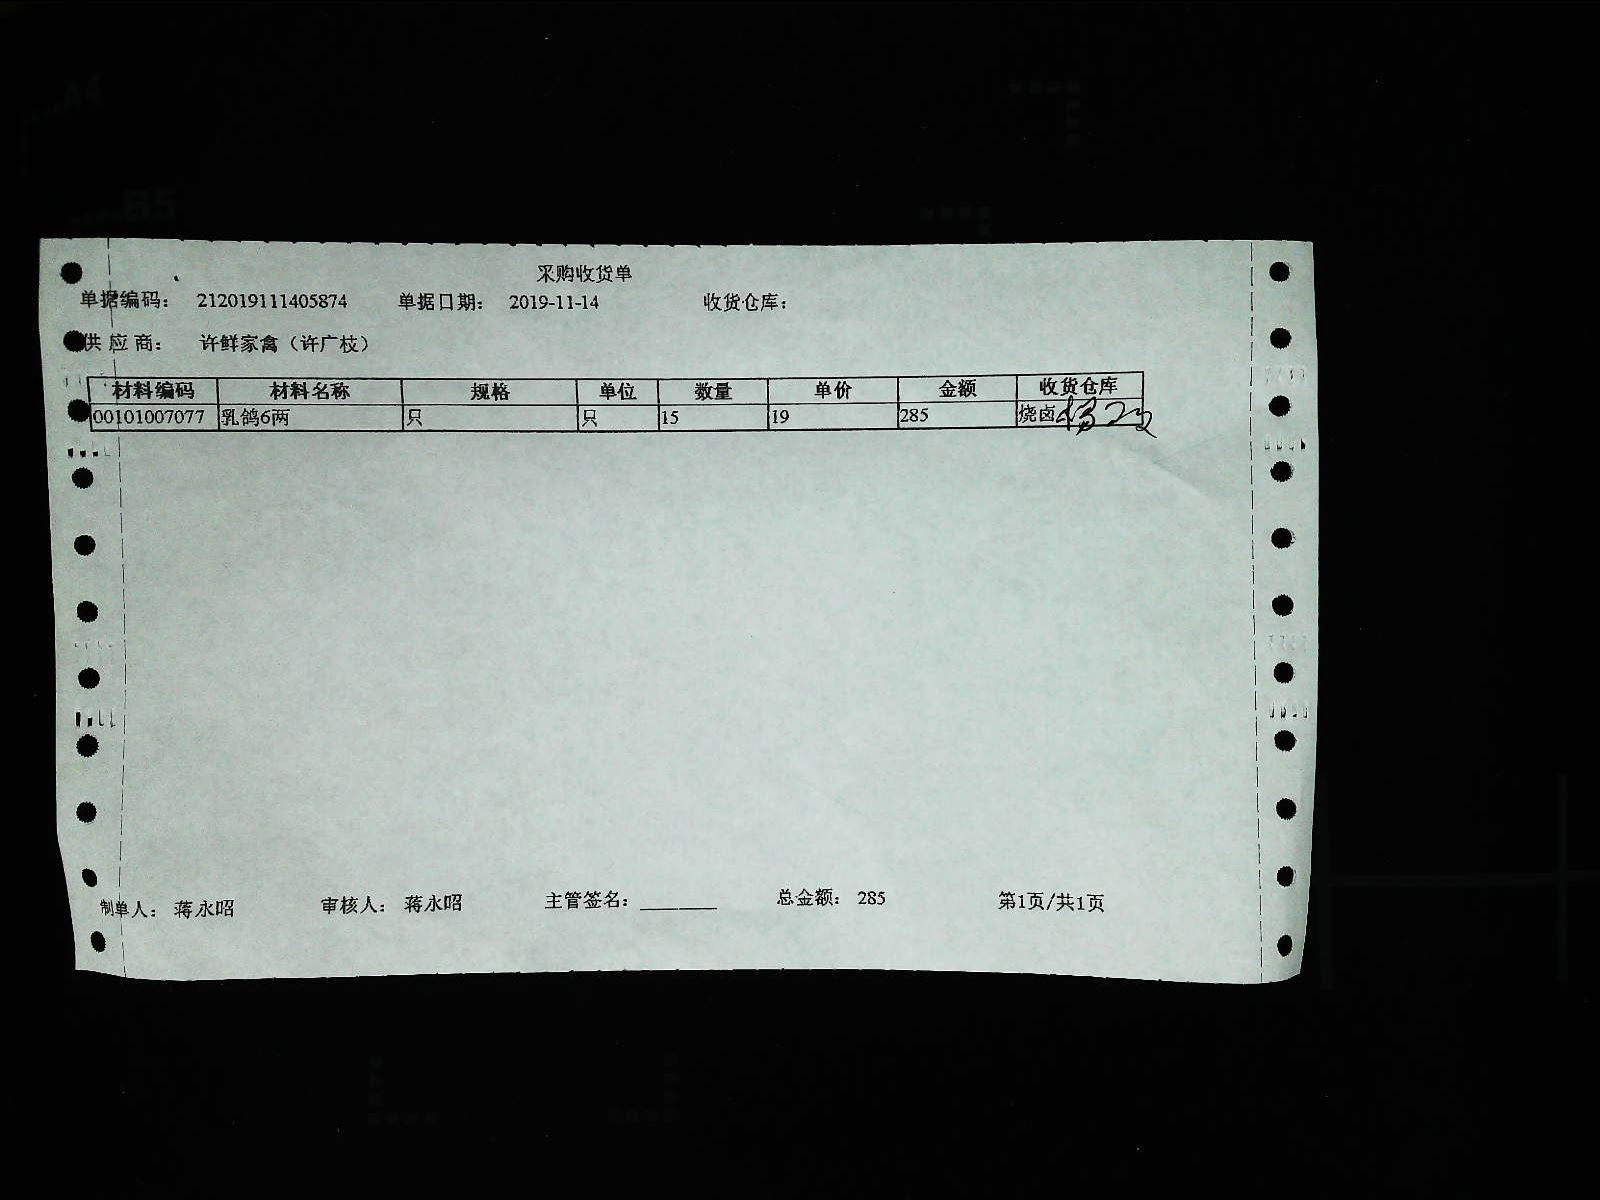 采购收货单
单据编码： 212019111405874 单据日期： 2019-11-14 收货仓库：
供应商： 许鲜家禽（许广枝）
材料编码 材料名称 规格 单位 数量 单价 金额 收货仓库
00101007077 乳鸽6两 只 只 15 19 285 烧卤
制单人： 蒋永昭 审核人： 蒋永昭 主管签名：_______ 总金额： 285 第1页/共1页